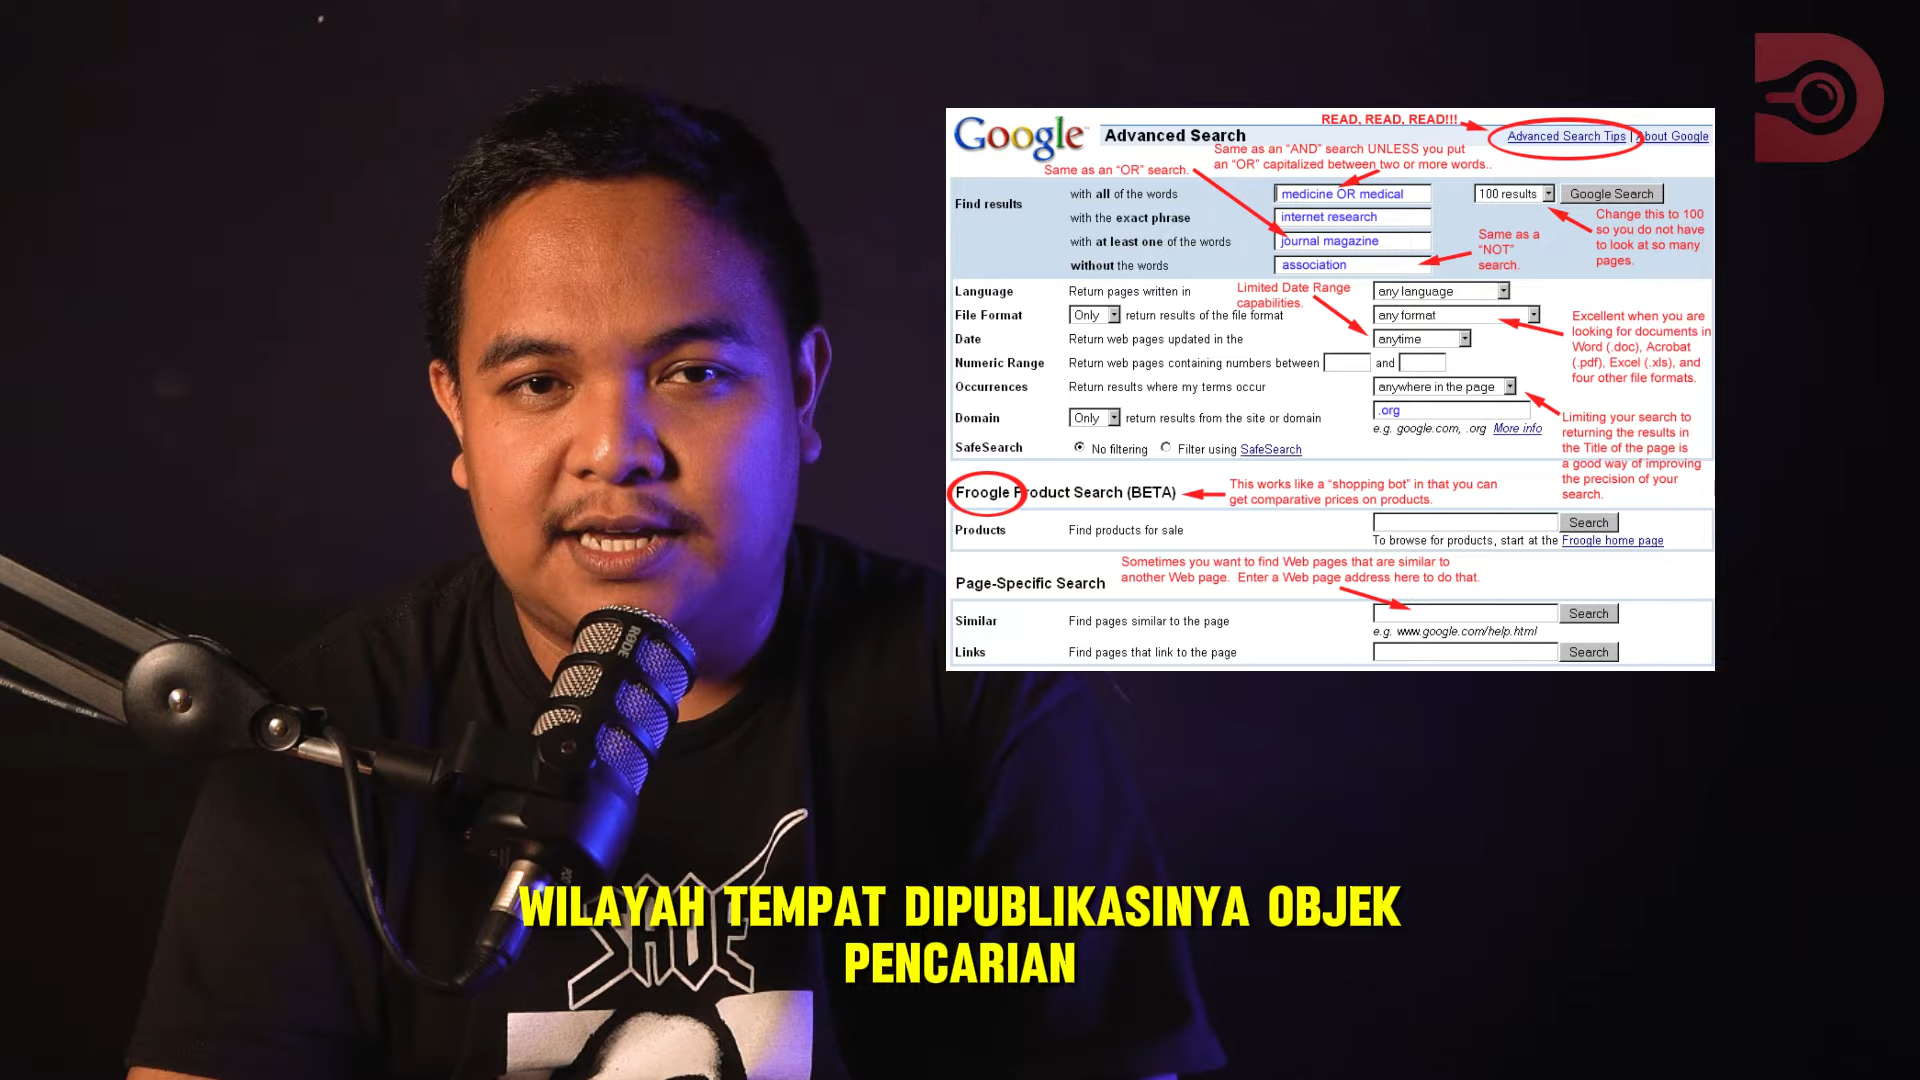 READ, READ, READ!!!
Google Advanced Search
Advanced Search Tips | About Google
Same as an "OR" search.
Same as an "AND" search UNLESS you put
an "OR" capitalized between two or more words..
Find results
with all of the words
medicine OR medical
100 results
Google Search
with the exact phrase
internet research
with at least one of the words
journal magazine
without the words
association
Change this to 100
so you do not have
to look at so many
pages.
Same as a
"NOT"
search.
Language
Return pages written in
any language
Limited Date Range
capabilities.
File Format
Only
return results of the file format
any format
Date
Return web pages updated in the
anytime
Excellent when you are
looking for documents in
Word (.doc), Acrobat
(.pdf), Excel (.xls), and
four other file formats.
Numeric Range
Return web pages containing numbers between
and
Occurrences
Return results where my terms occur
anywhere in the page
Domain
Only
return results from the site or domain
.org
e.g. google.com, .org More info
Limiting your search to
returning the results in
the Title of the page is
a good way of improving
the precision of your
search.
SafeSearch
No filtering
Filter using SafeSearch
Froogle Product Search (BETA)
This works like a "shopping bot" in that you can
get comparative prices on products.
Products
Find products for sale
Search
To browse for products, start at the Froogle home page
Sometimes you want to find Web pages that are similar to
another Web page. Enter a Web page address here to do that.
Page-Specific Search
Similar
Find pages similar to the page
Search
e.g. www.google.com/help.html
Links
Find pages that link to the page
Search
RØDE
WILAYAH TEMPAT DIPUBLIKASINYA OBJEK
PENCARIAN